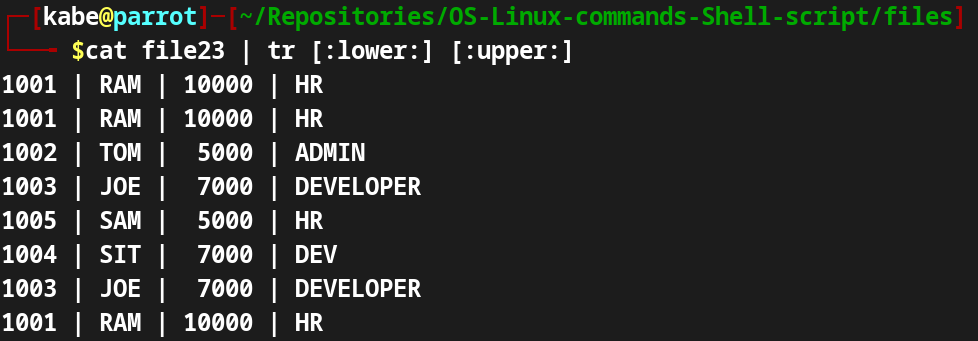 ┌─[kabe@parrot]─[~/Repositories/OS-Linux-commands-Shell-script/files]
└──╼ $cat file23 | tr [:lower:] [:upper:]
1001 | RAM | 10000 | HR
1001 | RAM | 10000 | HR
1002 | TOM |  5000 | ADMIN
1003 | JOE |  7000 | DEVELOPER
1005 | SAM |  5000 | HR
1004 | SIT |  7000 | DEV
1003 | JOE |  7000 | DEVELOPER
1001 | RAM | 10000 | HR